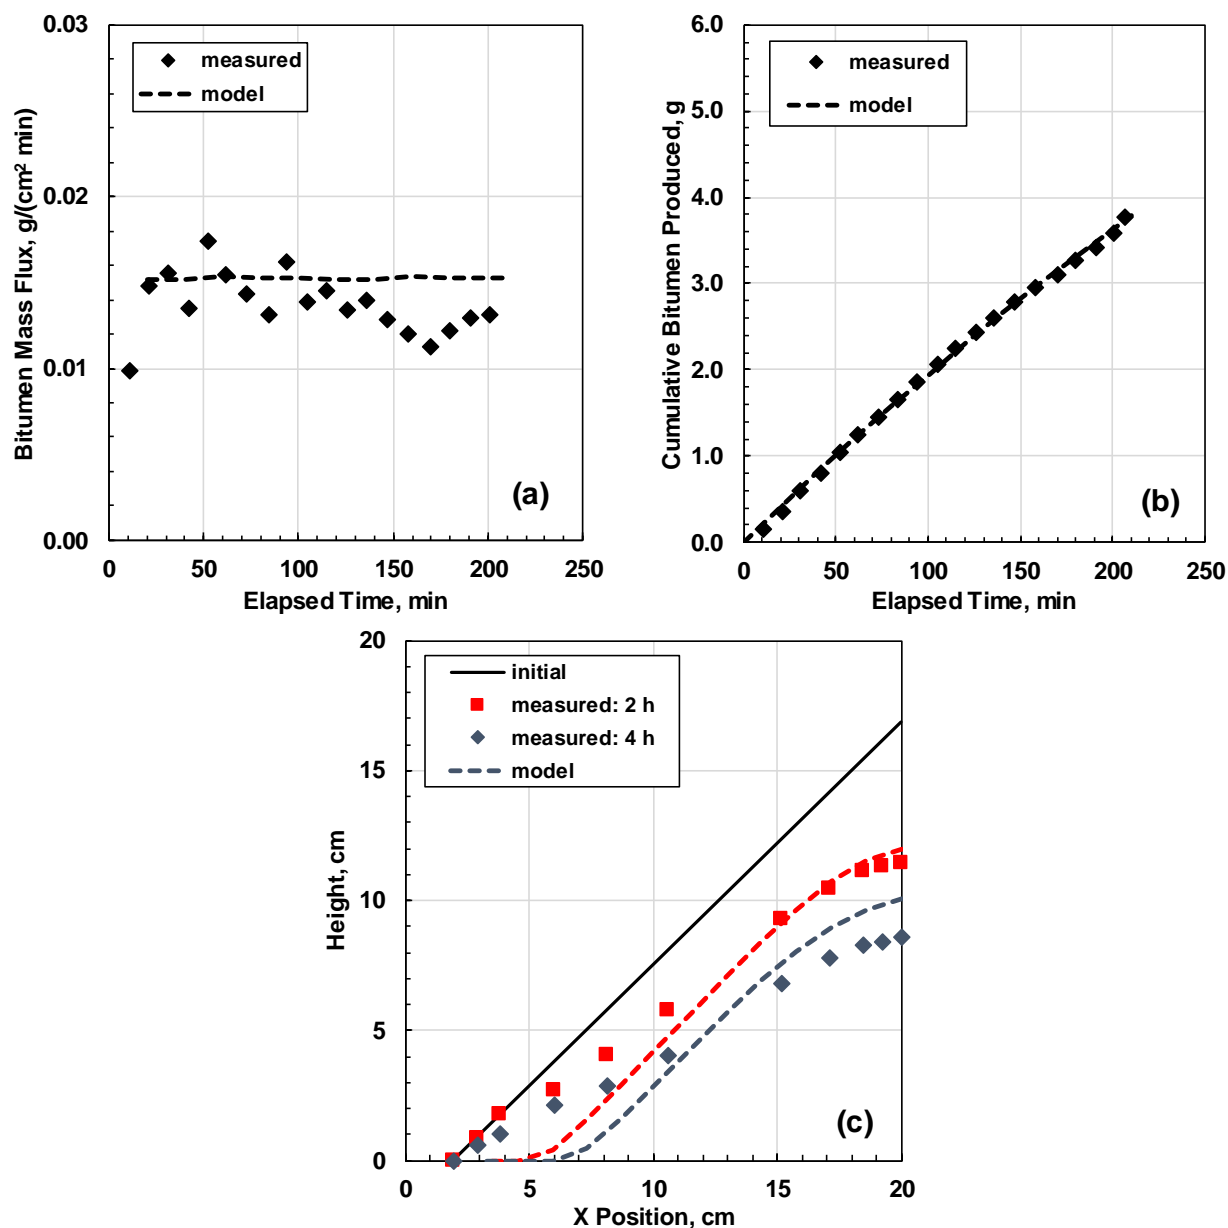 0.03
0.02
0.01
0.00
Bitumen Mass Flux, g/(cm² min)
measured
model
(a)
0 50 100 150 200 250
Elapsed Time, min
6.0
5.0
4.0
3.0
2.0
1.0
0.0
Cumulative Bitumen Produced, g
measured
model
(b)
0 50 100 150 200 250
Elapsed Time, min
20
15
10
5
0
Height, cm
initial
measured: 2 h
measured: 4 h
model
(c)
0 5 10 15 20
X Position, cm